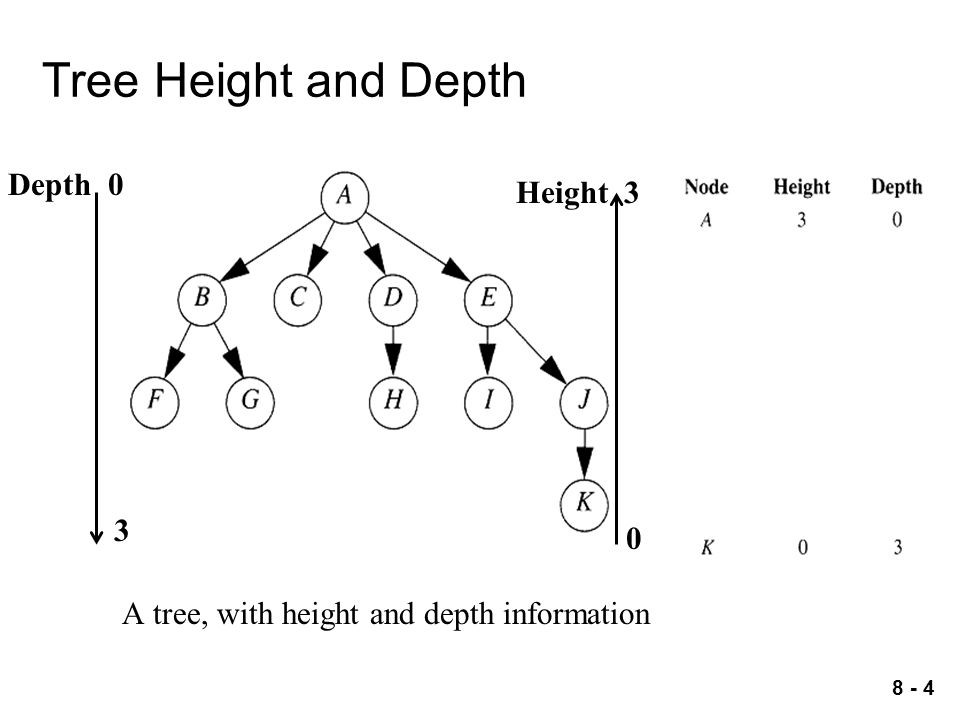 Tree Height and Depth
Depth 0
Height 3
Node Height Depth
A 3 0
A
B C D E
F G H I J
K
3
0
K 0 3
A tree, with height and depth information
8 - 4